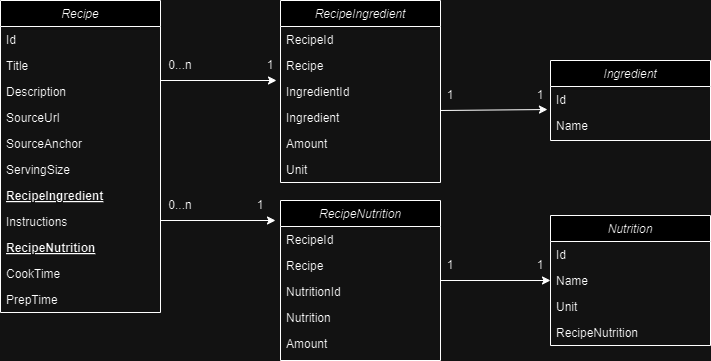 Recipe
Id
Title
Description
SourceUrl
SourceAnchor
ServingSize
RecipeIngredient
Instructions
RecipeNutrition
CookTime
PrepTime
0...n
1
0...n
1
RecipeIngredient
RecipeId
Recipe
IngredientId
Ingredient
Amount
Unit
RecipeNutrition
RecipeId
Recipe
NutritionId
Nutrition
Amount
1
1
1
1
Ingredient
Id
Name
Nutrition
Id
Name
Unit
RecipeNutrition